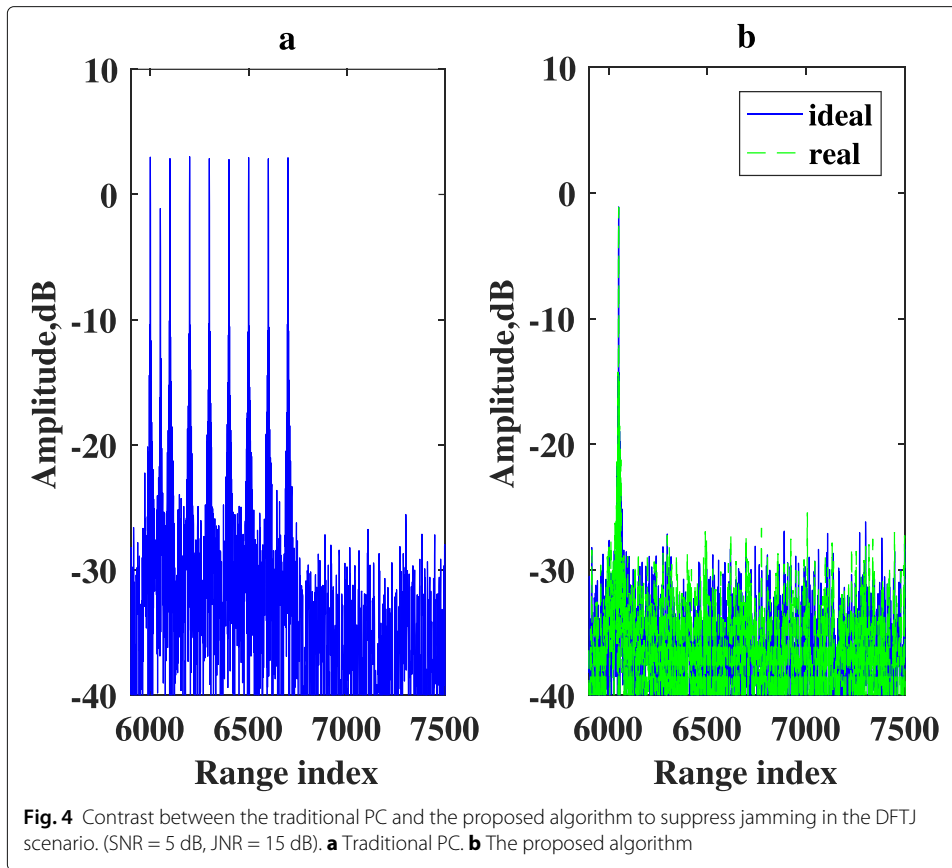 a
10
0
-10
-20
-30
-40
Amplitude,dB
6000 6500 7000 7500
Range index
b
ideal
real
10
0
-10
-20
-30
-40
Amplitude,dB
6000 6500 7000 7500
Range index
Fig. 4 Contrast between the traditional PC and the proposed algorithm to suppress jamming in the DFTJ
scenario. (SNR = 5 dB, JNR = 15 dB). a Traditional PC. b The proposed algorithm